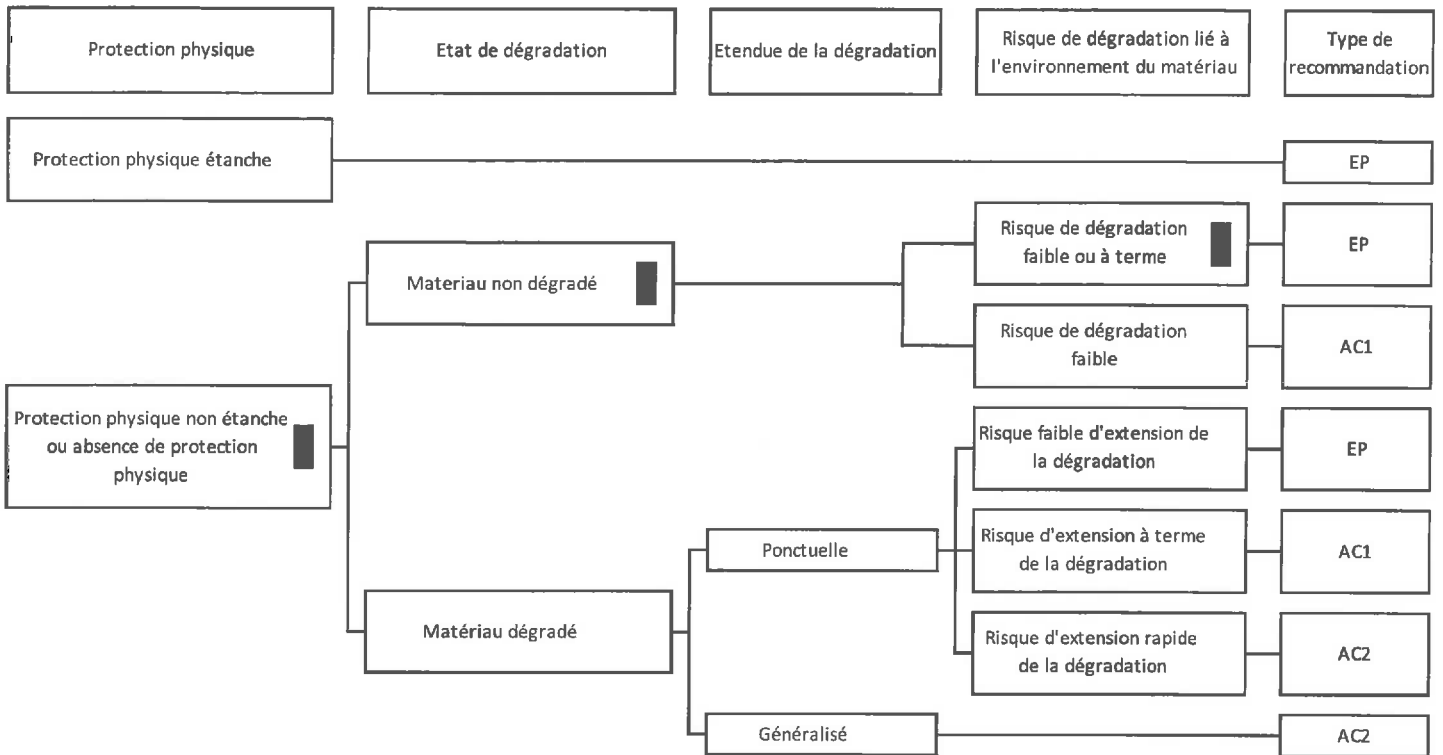 Protection physique
Etat de dégradation
Etendue de la dégradation
Risque de dégradation lié à
l'environnement du matériau
Type de
recommandation
Protection physique étanche
EP
Risque de dégradation
faible ou à terme
EP
Materiau non dégradé
Risque de dégradation
faible
AC1
Protection physique non étanche
ou absence de protection
physique
Risque faible d'extension de
la dégradation
EP
Ponctuelle
Risque d'extension à terme
de la dégradation
AC1
Matériau dégradé
Risque d'extension rapide
de la dégradation
AC2
Généralisé
AC2